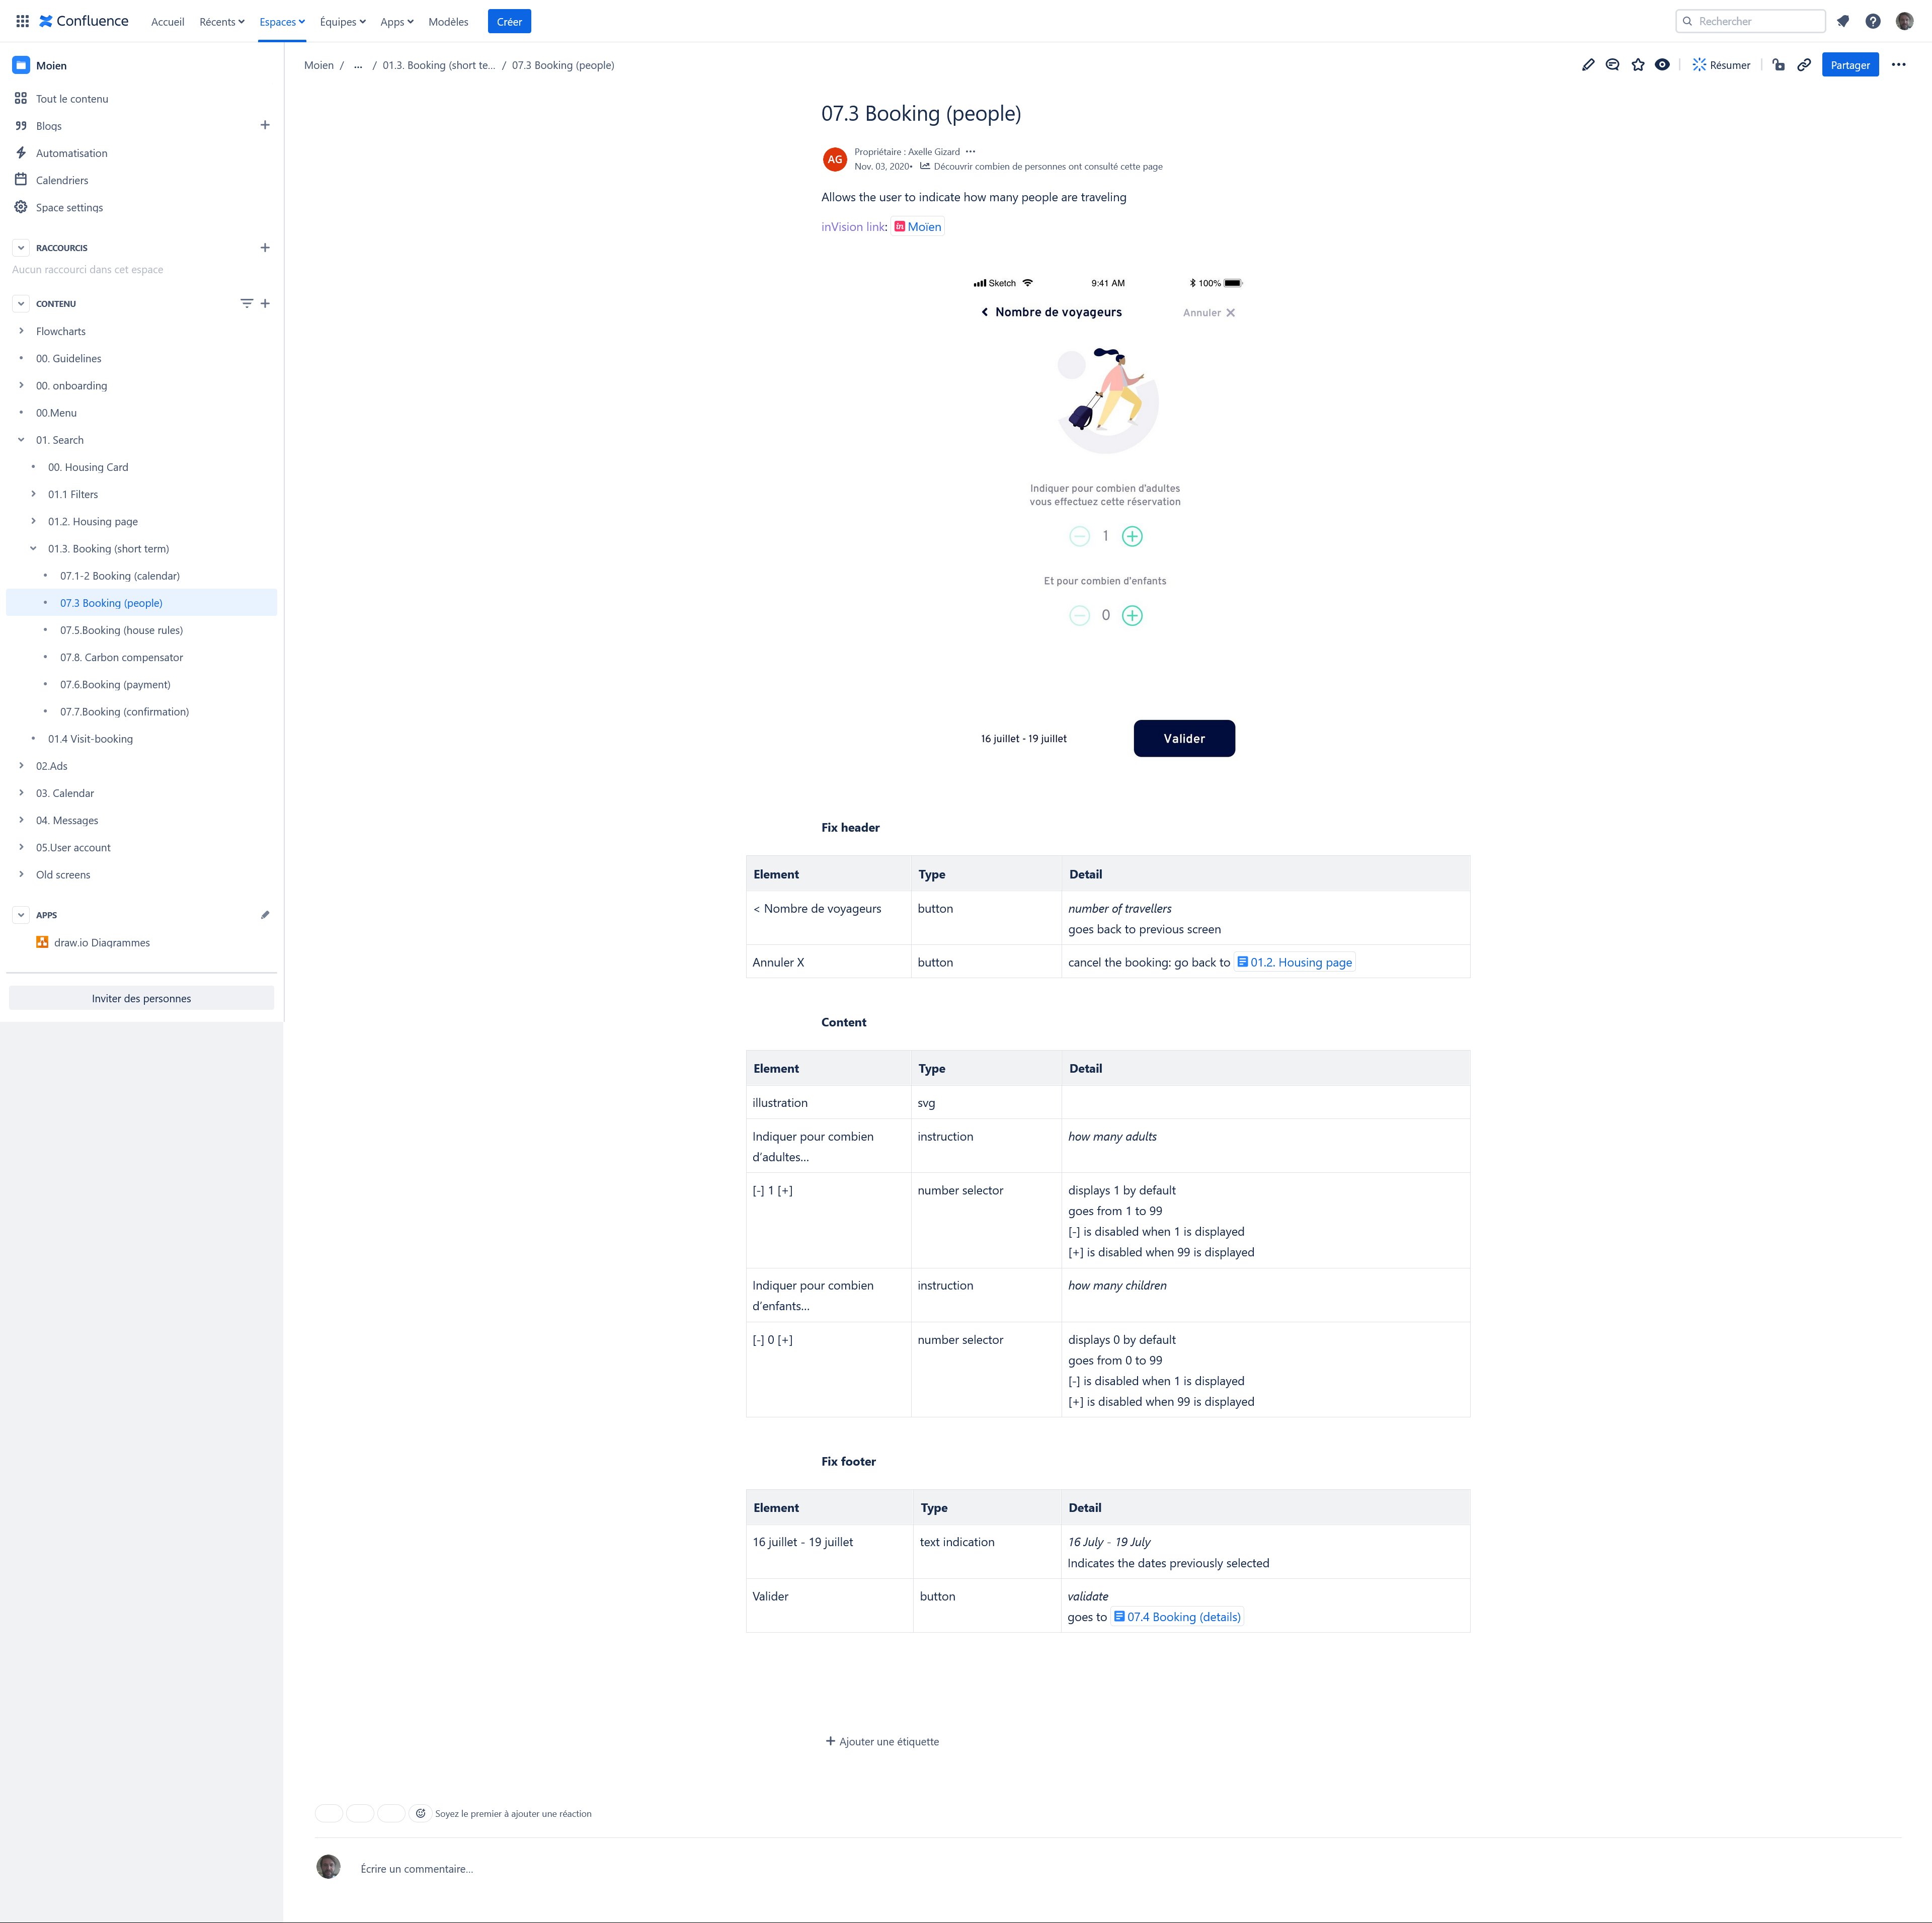 Confluence
Accueil
Récents
Espaces
Équipes
Apps
Modèles
Créer
Rechercher
Moien
Tout le contenu
Blogs
Automatisation
Calendriers
Space settings
RACCOURCIS
Aucun raccourci dans cet espace
CONTENU
Flowcharts
00. Guidelines
00. onboarding
00.Menu
01. Search
00. Housing Card
01.1 Filters
01.2. Housing page
01.3. Booking (short term)
07.1-2 Booking (calendar)
07.3 Booking (people)
07.5.Booking (house rules)
07.8. Carbon compensator
07.6.Booking (payment)
07.7.Booking (confirmation)
01.4 Visit-booking
02.Ads
03. Calendar
04. Messages
05.User account
Old screens
APPS
draw.io Diagrammes
Inviter des personnes
Moien / ... / 01.3. Booking (short te... / 07.3 Booking (people)
Résumer
Partager
07.3 Booking (people)
AG
Propriétaire : Axelle Gizard
Nov. 03, 2020• Découvrir combien de personnes ont consulté cette page
Allows the user to indicate how many people are traveling
inVision link: in Moïen
Sketch 9:41 AM 100%
Nombre de voyageurs Annuler
Indiquer pour combien d'adultes
vous effectuez cette réservation
1
Et pour combien d'enfants
0
16 juillet - 19 juillet Valider
Fix header
Element Type Detail
< Nombre de voyageurs button number of travellers
goes back to previous screen
Annuler X button cancel the booking: go back to 01.2. Housing page
Content
Element Type Detail
illustration svg
Indiquer pour combien instruction how many adults
d'adultes…
[-] 1 [+] number selector displays 1 by default
goes from 1 to 99
[-] is disabled when 1 is displayed
[+] is disabled when 99 is displayed
Indiquer pour combien instruction how many children
d'enfants…
[-] 0 [+] number selector displays 0 by default
goes from 0 to 99
[-] is disabled when 1 is displayed
[+] is disabled when 99 is displayed
Fix footer
Element Type Detail
16 juillet - 19 juillet text indication 16 July - 19 July
Indicates the dates previously selected
Valider button validate
goes to 07.4 Booking (details)
Ajouter une étiquette
Soyez le premier à ajouter une réaction
Écrire un commentaire…